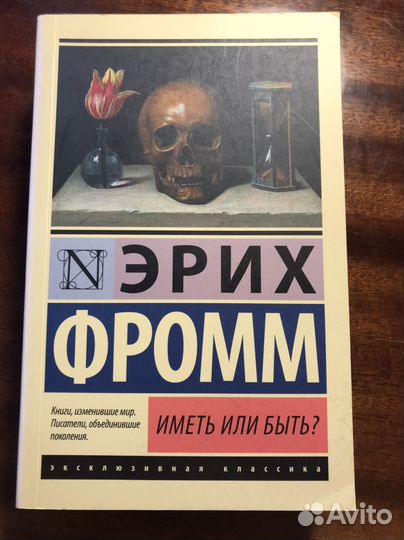 N ЭРИХ
ФРОММ
Книги, изменившие мир.
Писатели, объединившие
поколения.
ИМЕТЬ ИЛИ БЫТЬ?
эксклюзивная классика
Avito